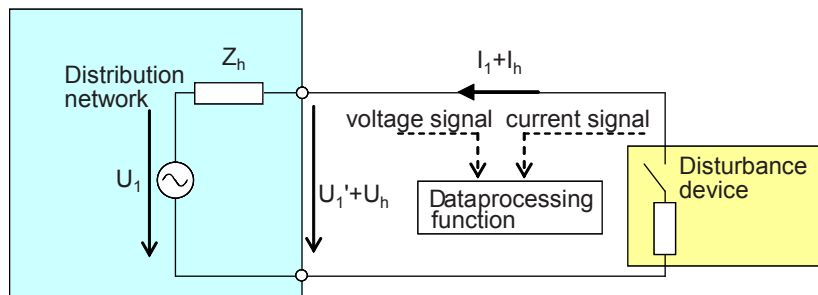 Distribution
network
Zh
U1
I1+Ih
voltage signal
current signal
U1'+Uh
Dataprocessing
function
Disturbance
device